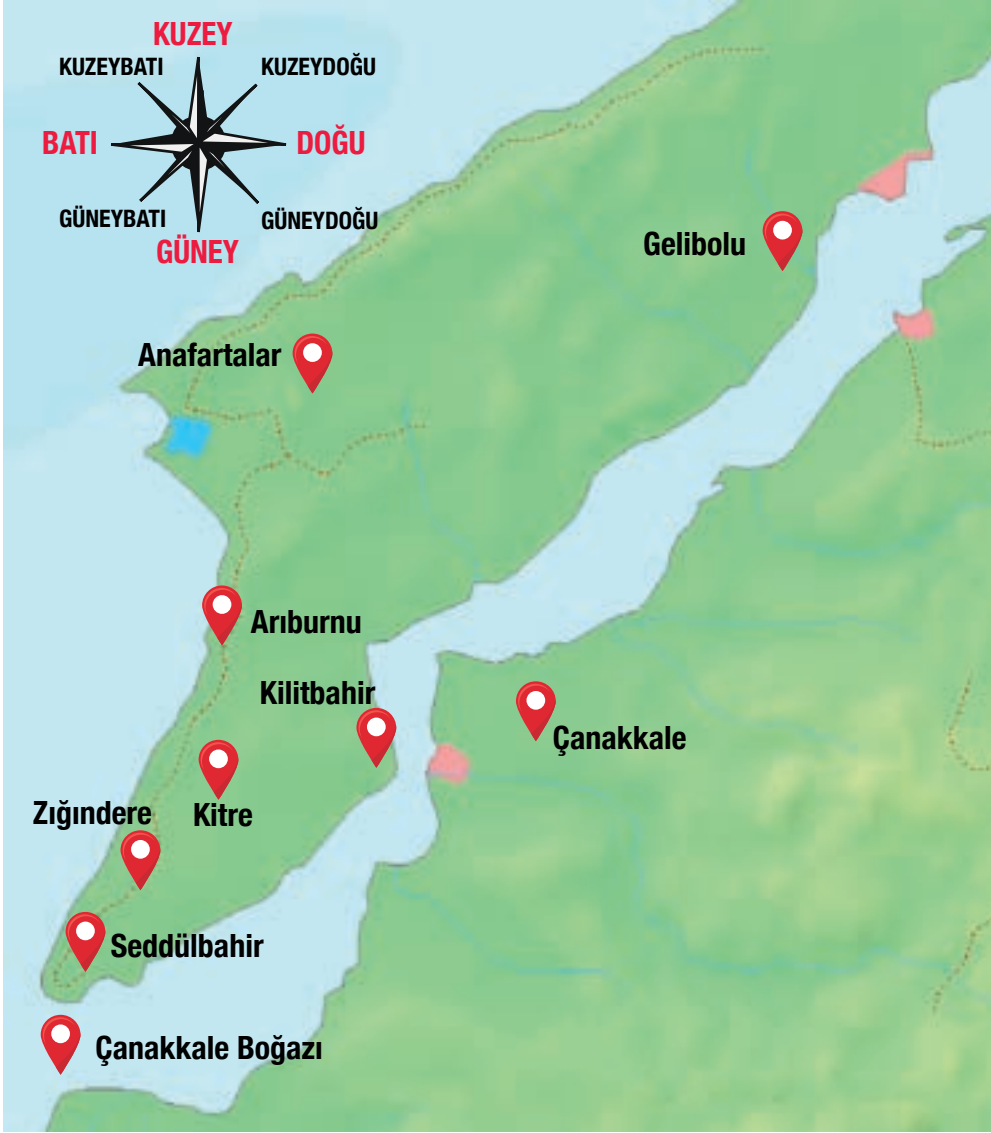 KUZEY
KUZEYBATI
KUZEYDOĞU
BATI
DOĞU
GÜNEYBATI
GÜNEYDOĞU
GÜNEY
Gelibolu
Anafartalar
Arıburnu
Kilitbahir
Çanakkale
Zığındere
Kitre
Seddülbahir
Çanakkale Boğazı